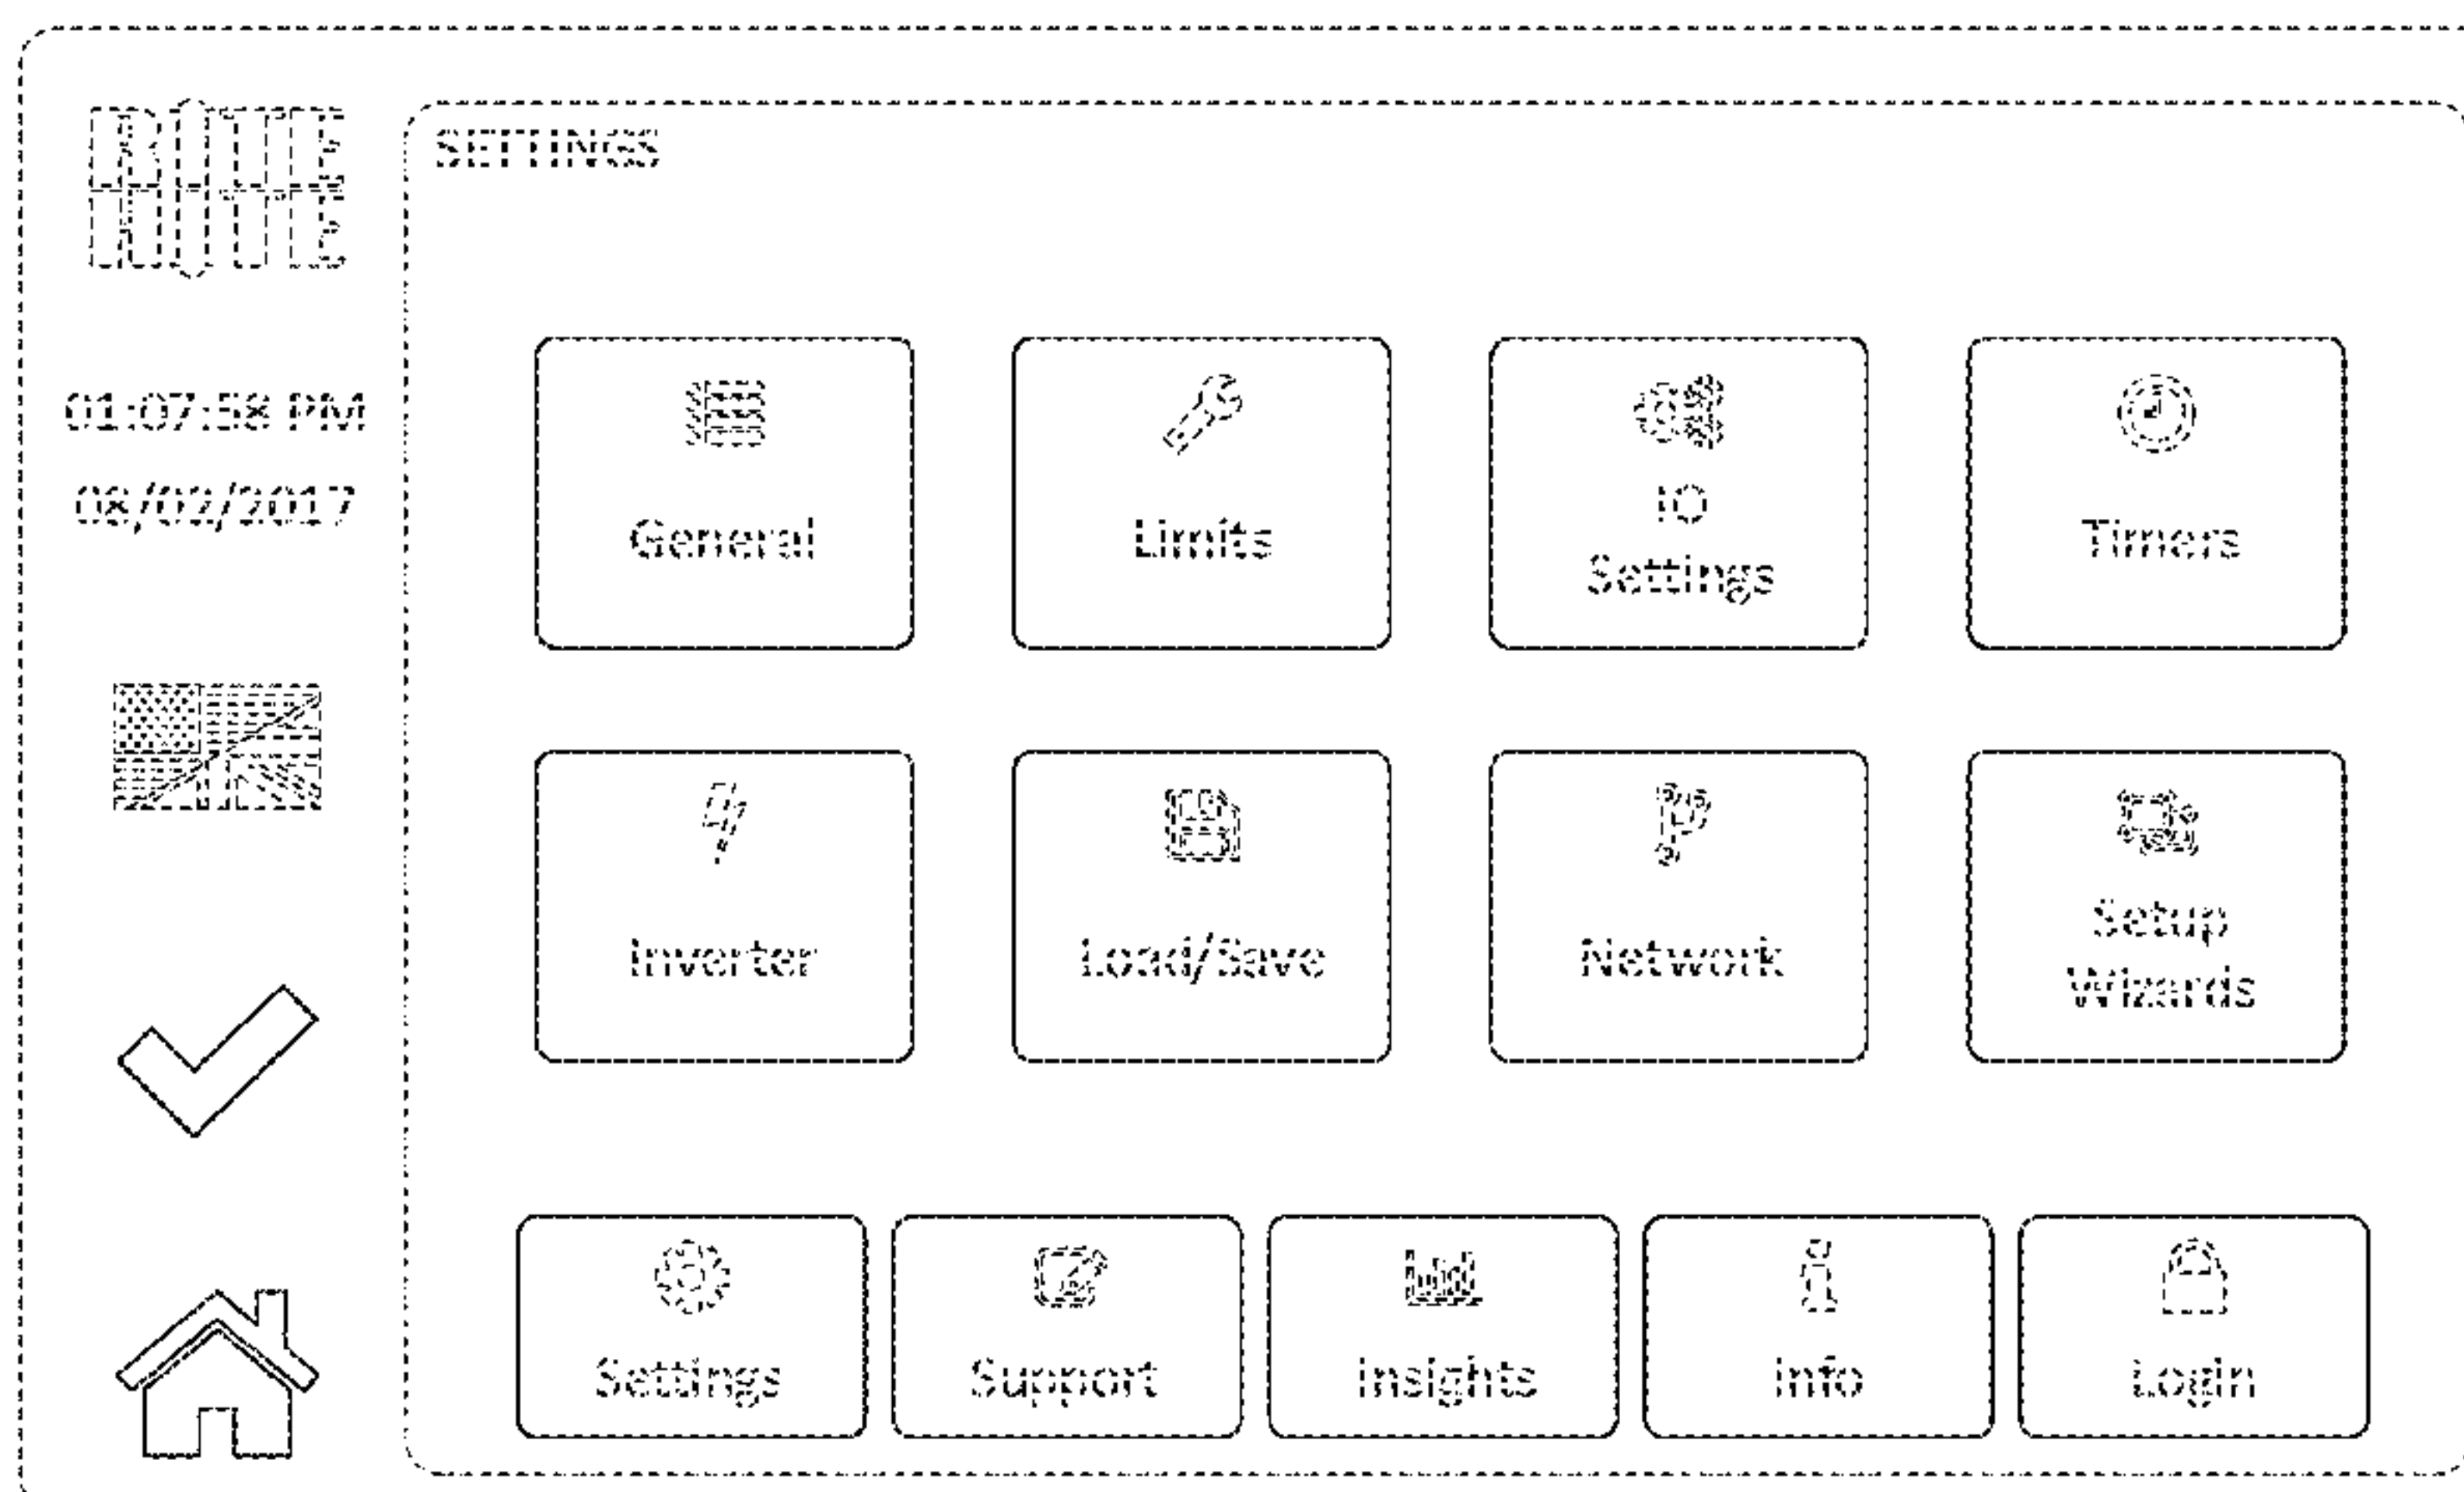 SETTINGS
01:07:58 PM
08/02/2017
General
Limits
IO
Settings
Timers
Inverter
Load/Save
Network
Setup
Wizards
Settings
Support
Insights
Info
Login